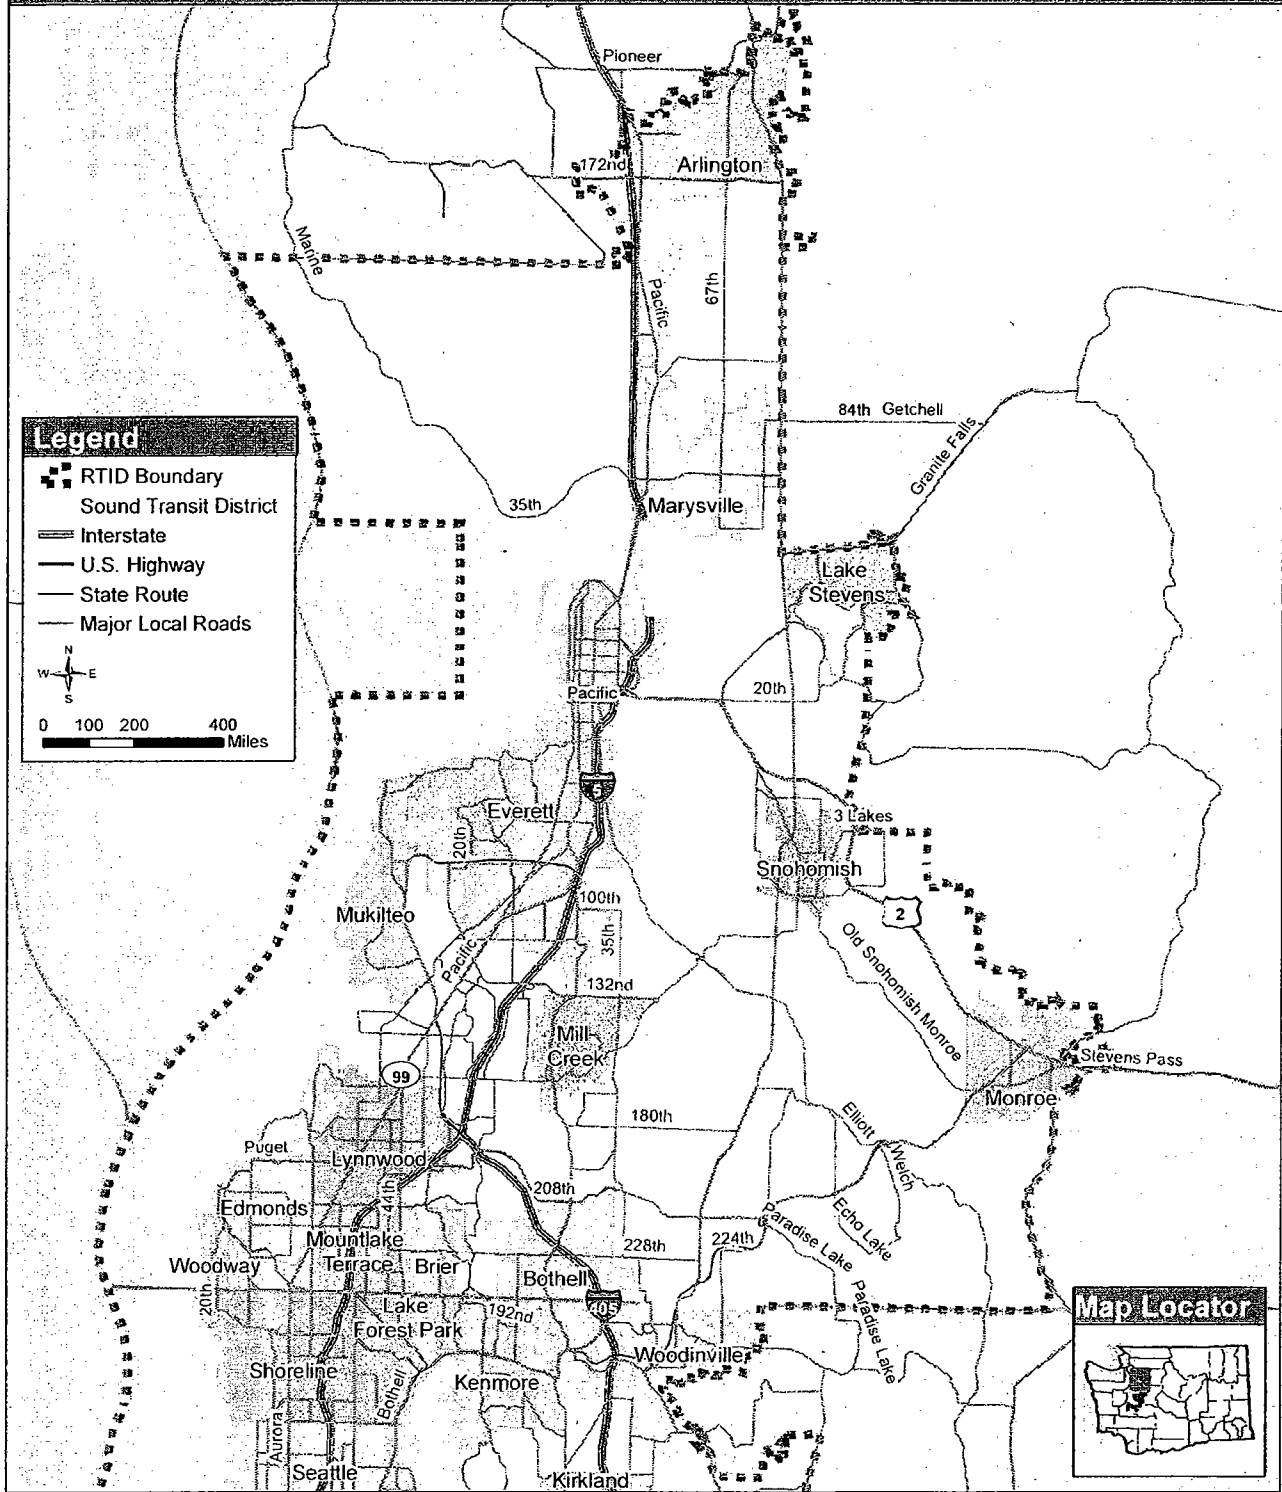 Pioneer
172nd
Arlington
Marine
Pacific
67th
84th Getchell
Granite Falls
Legend
RTID Boundary
Sound Transit District
Interstate
U.S. Highway
State Route
Major Local Roads
N
W E
S
0 100 200 400
Miles
35th
Marysville
Lake
Stevens
Pacific
20th
5
Everett
20th
3 Lakes
Snohomish
2
100th
Mukilteo
35th
Pacific
Old Snohomish Monroe
132nd
Mill
Creek
99
Stevens Pass
Monroe
180th
Elliott
Welch
Puget
Lynnwood
44th
208th
Edmonds
Echo Lake
Paradise Lake
Mountlake
Terrace
Brier
228th
224th
Woodway
Bothell
20th
405
Paradise Lake
Lake
Forest Park
192nd
Woodinville
Shoreline
Bothell
Kenmore
Aurora
Seattle
Kirkland
Map Locator